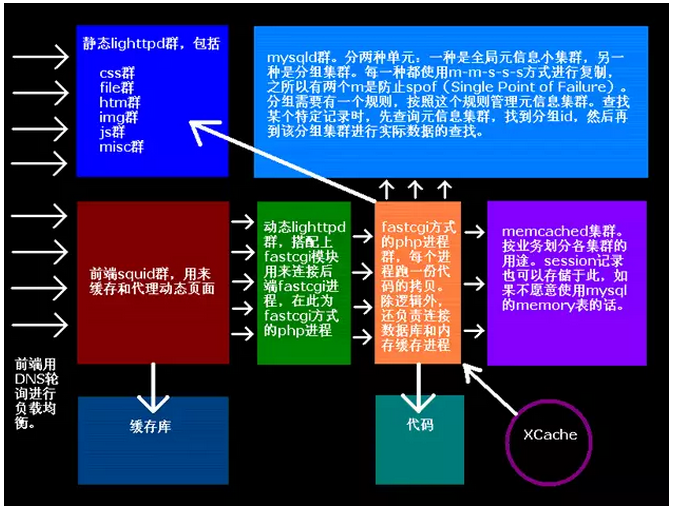 静态lighttpd群，包括
css群
file群
htm群
img群
js群
misc群
mysqld群。分两种单元：一种是全局元信息小集群，另一
种是分组集群。每一种都使用m-m-s-s-s方式进行复制，
之所以有两个m是防止spof（Single Point of Failure）。
分组需要有一个规则，按照这个规则管理元信息集群。查找
某个特定记录时，先查询元信息集群，找到分组id，然后再
到该分组集群进行实际数据的查找。
前端squid群，用来
缓存和代理动态页面
动态lighttpd
群，搭配上
fastcgi模块
用来连接后
端fastcgi进
程，在此为
fastcgi方式
的php进程
fastcgi方式
的php进程
群，每个进
程跑一份代
码的拷贝。
除逻辑外，
还负责连接
数据库和内
存缓存进程
memcached集群。
按业务划分各集群的
用途。session记录
也可以存储于此，如
果不愿意使用mysql
的memory表的话。
前端用
DNS轮
询进行
负载均
衡。
缓存库
代码
XCache